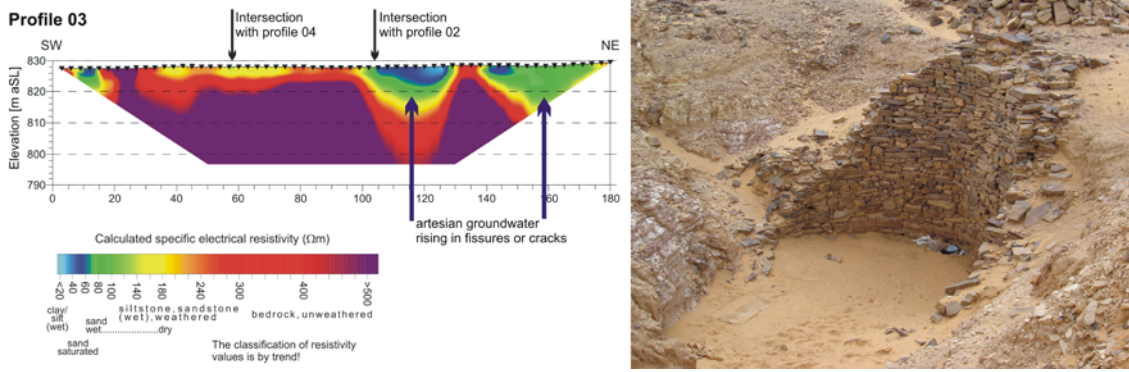 Profile 03
Intersection
with profile 04
Intersection
with profile 02
SW
NE
Elevation [m aSL]
830
820
810
800
790
0 20 40 60 80 100 120 140 160 180
artesian groundwater
rising in fissures or cracks
Calculated specific electrical resistivity (Ωm)
<20 40 60 80 100 140 180 240 300 400 >500
clay/
silt
(wet)
sand
wet......................dry
sand
saturated
siltstone, sandstone
(wet), weathered
bedrock, unweathered
The classification of resistivity
values is by trend!